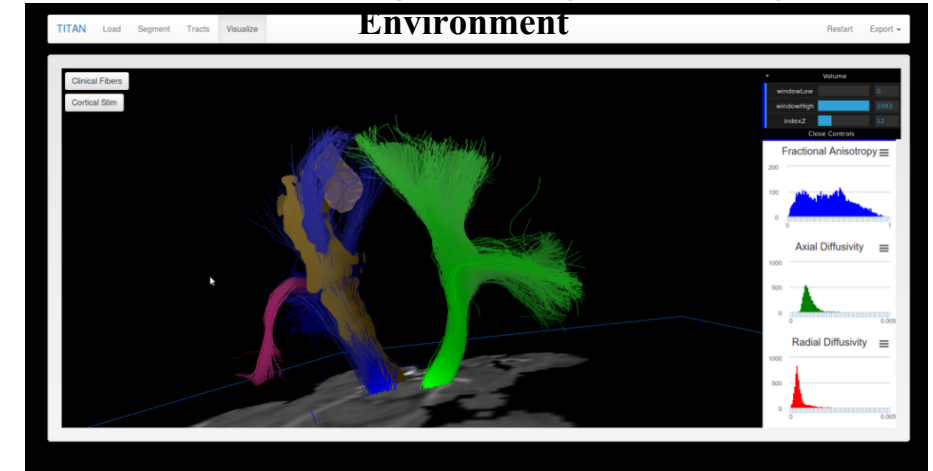 Environment
TITAN Load Segment Tracts Visualize Restart Export
Clinical Fibers
Cortical Stim
Volume
windowLow 0
windowHigh 1093
indexZ 12
Close Controls
Fractional Anisotropy
200
100
0
0 1
Axial Diffusivity
1000
500
0
0 0.005
Radial Diffusivity
1000
500
0
0 0.005